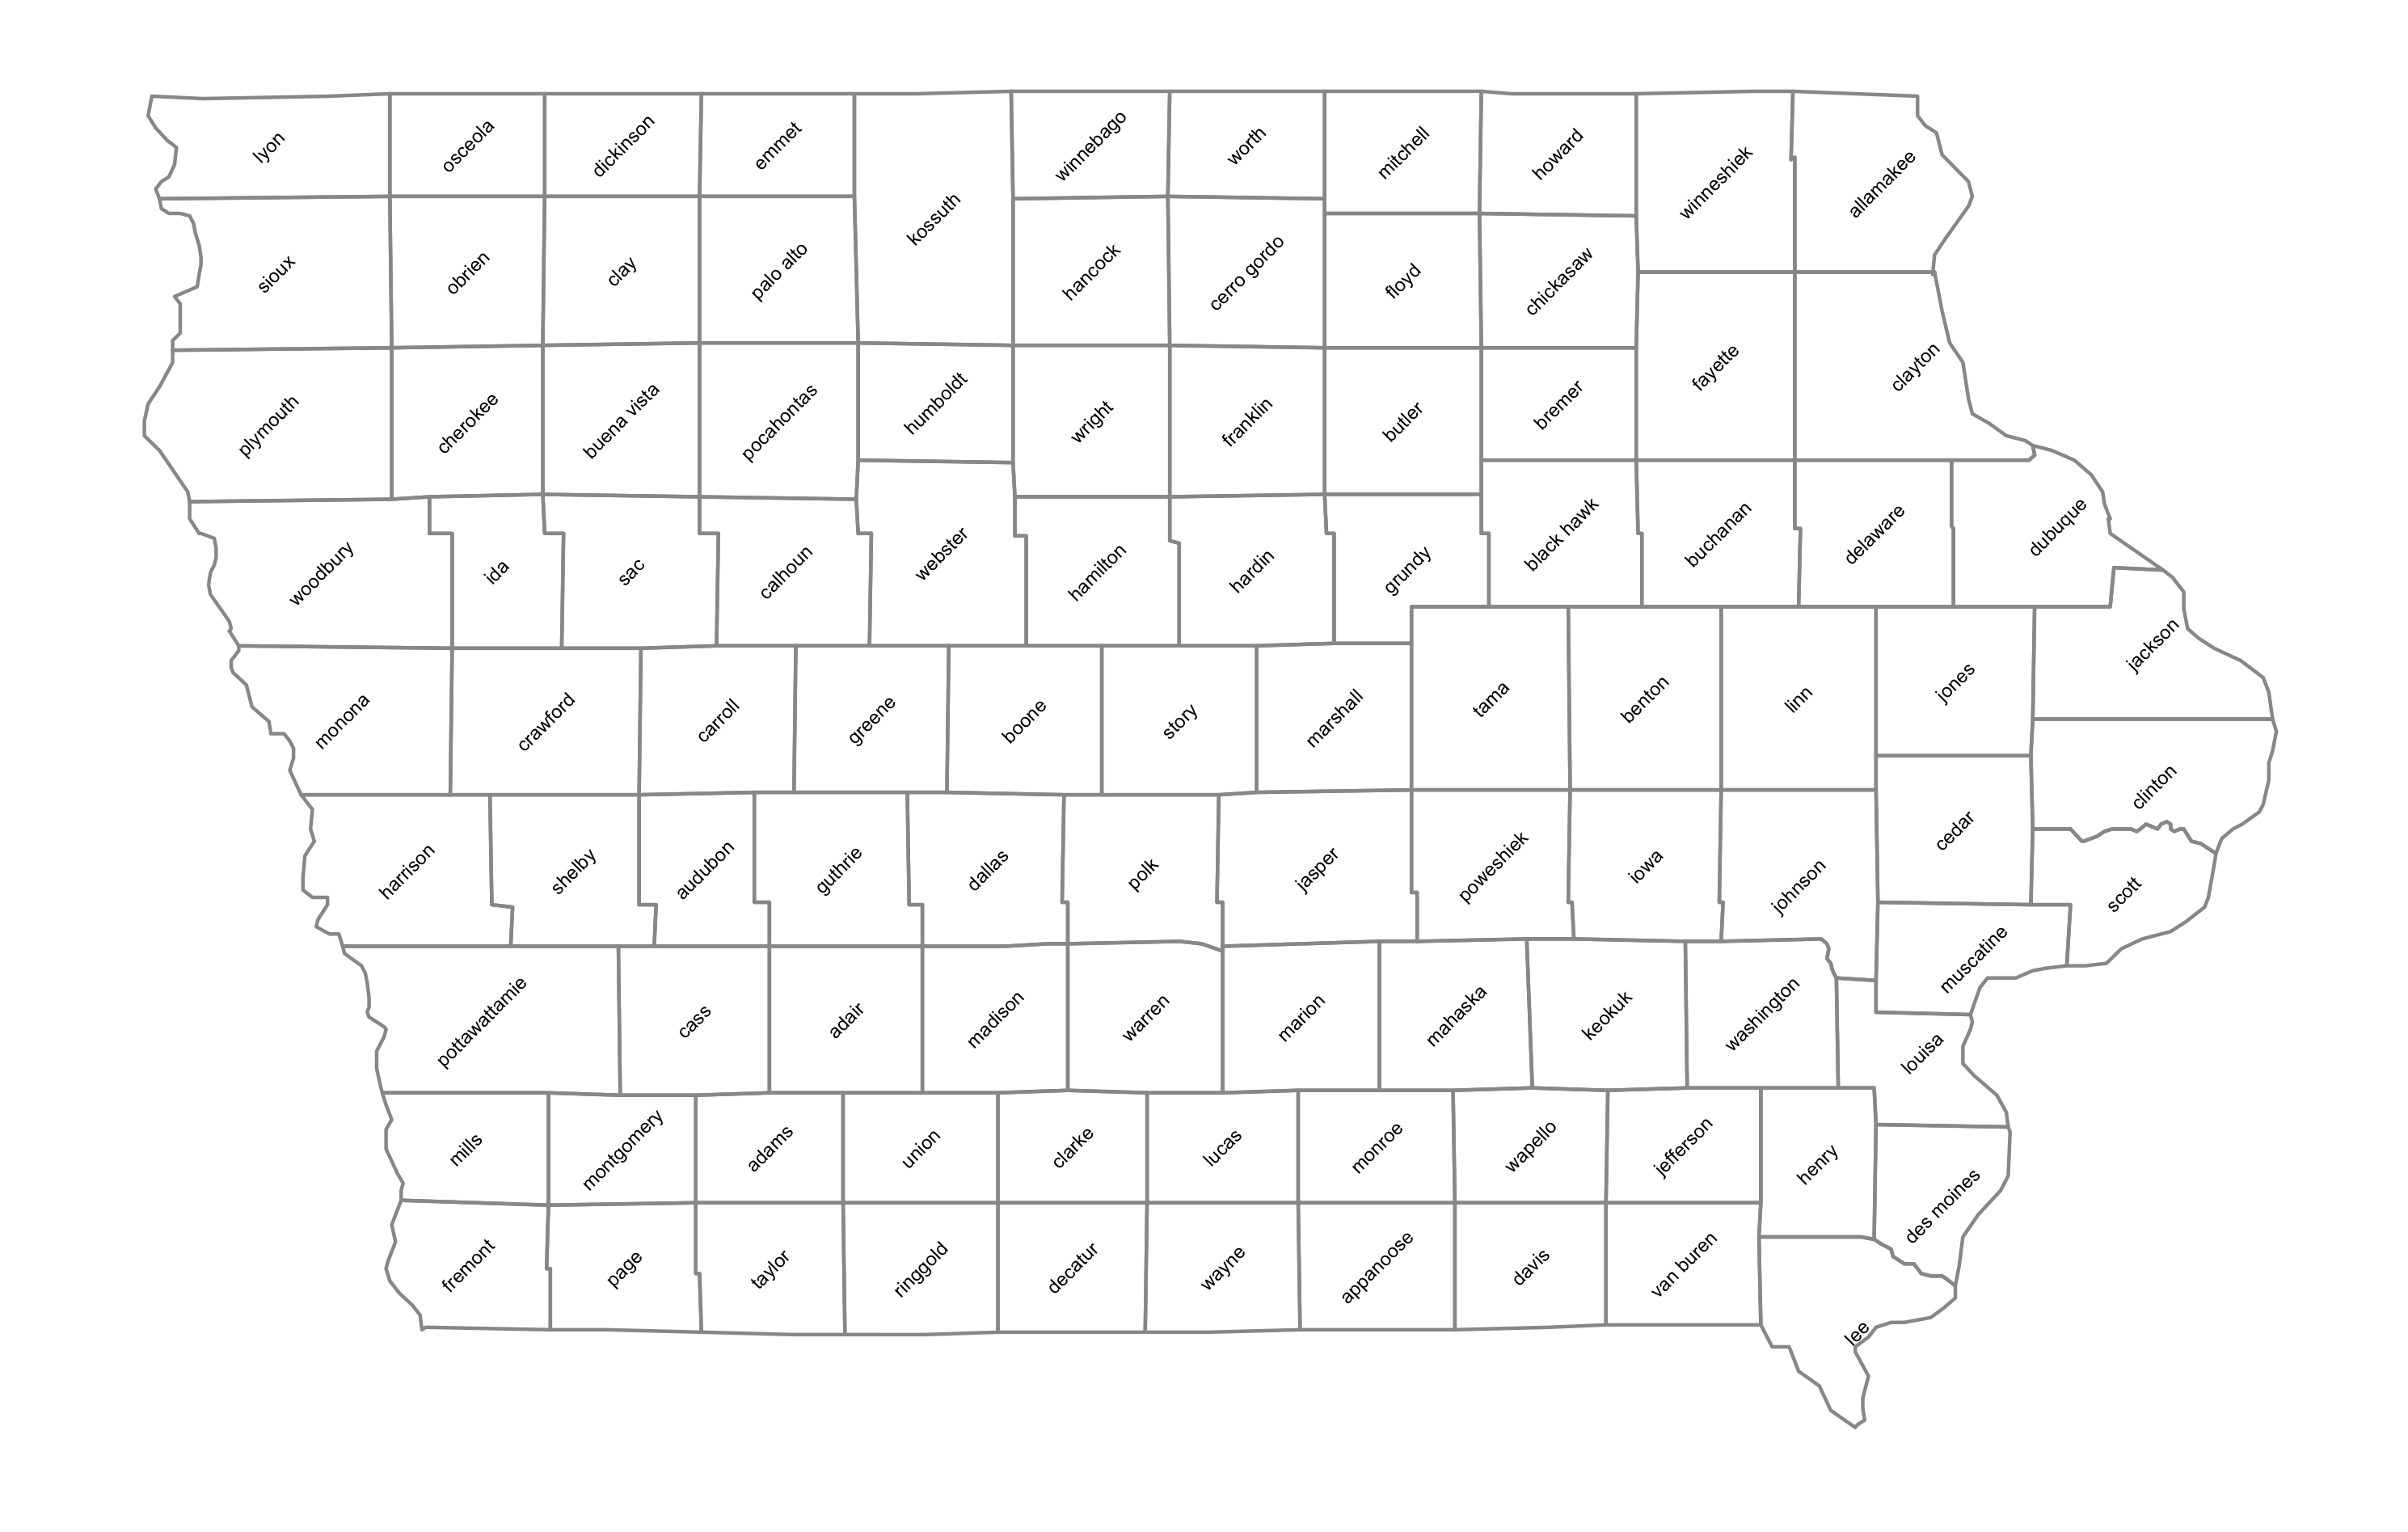 lyon
osceola
dickinson
emmet
kossuth
winnebago
worth
mitchell
howard
winneshiek
allamakee
sioux
obrien
clay
palo alto
hancock
cerro gordo
floyd
chickasaw
fayette
clayton
plymouth
cherokee
buena vista
pocahontas
humboldt
wright
franklin
butler
bremer
woodbury
ida
sac
calhoun
webster
hamilton
hardin
grundy
black hawk
buchanan
delaware
dubuque
monona
crawford
carroll
greene
boone
story
marshall
tama
benton
linn
jones
jackson
clinton
harrison
shelby
audubon
guthrie
dallas
polk
jasper
poweshiek
iowa
johnson
cedar
scott
muscatine
pottawattamie
cass
adair
madison
warren
marion
mahaska
keokuk
washington
louisa
mills
montgomery
adams
union
clarke
lucas
monroe
wapello
jefferson
henry
des moines
fremont
page
taylor
ringgold
decatur
wayne
appanoose
davis
van buren
lee